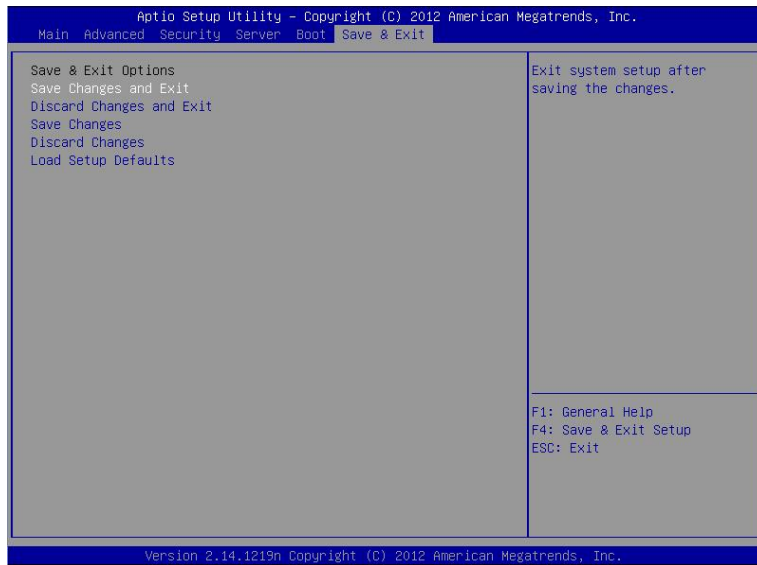 Aptio Setup Utility – Copyright (C) 2012 American Megatrends, Inc.
Main Advanced Security Server Boot Save & Exit
Save & Exit Options
Save Changes and Exit
Discard Changes and Exit
Save Changes
Discard Changes
Load Setup Defaults
Exit system setup after
saving the changes.
F1: General Help
F4: Save & Exit Setup
ESC: Exit
Version 2.14.1219n Copyright (C) 2012 American Megatrends, Inc.